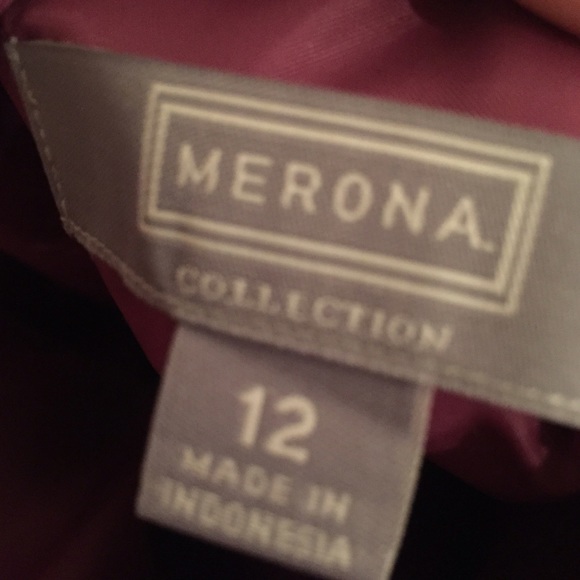 MERONA
COLLECTION
12
MADE IN
INDONESIA